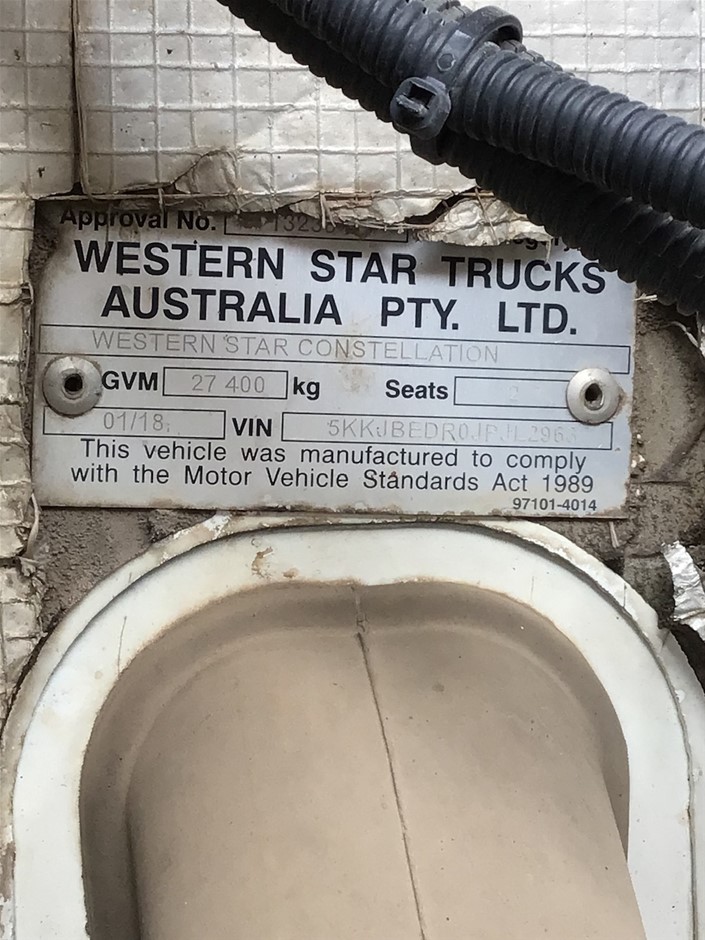 Approval No.
WESTERN STAR TRUCKS
AUSTRALIA PTY. LTD.
WESTERN STAR CONSTELLATION
GVM 27 400 kg Seats 2
01/18. VIN
This vehicle was manufactured to comply
with the Motor Vehicle Standards Act 1989
97101-4014